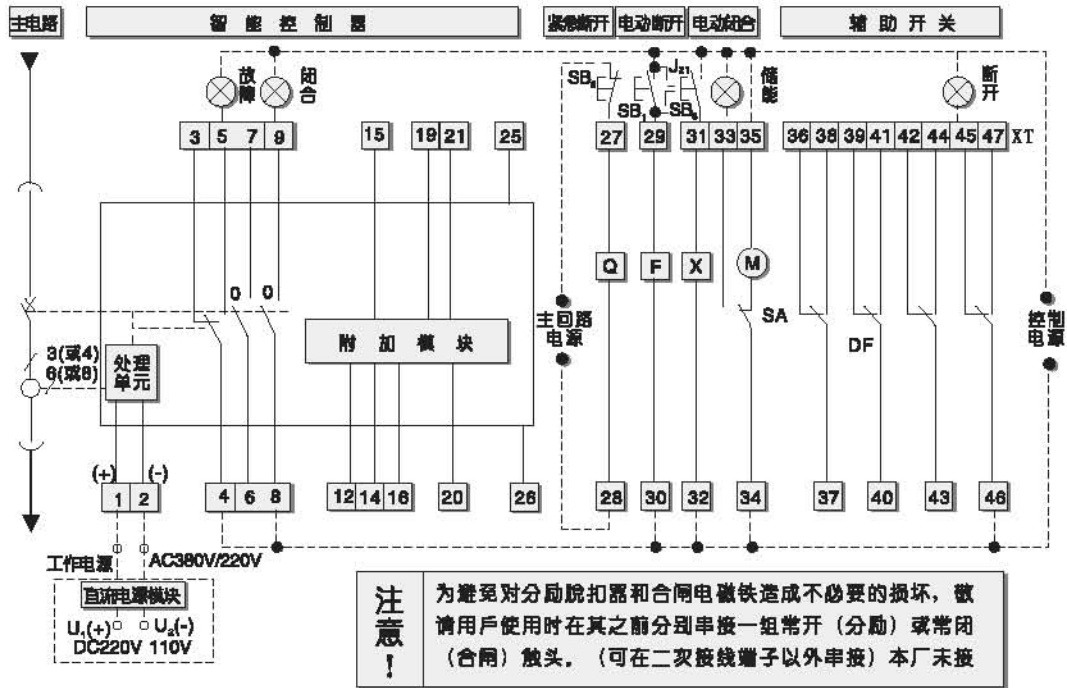 主电路
智能控制器
紧急断开
电动断开
电动闭合
辅助开关
故障
闭合
SB₂
SB₁
J₂₁
SB₃
储能
断开
3 5 7 9
15
19 21
25
27
29
31 33 35
36 38 39 41 42 44 45 47 XT
Q
F
X
M
SA
DF
0 0
主回路电源
控制电源
附加模块
3(或4)
6(或8)
处理单元
(+) (-)
1 2
4 6 8
12 14 16
20
26
28
30
32
34
37
40
43
46
工作电源
AC380V/220V
直流电源模块
U₁(+) U₂(-)
DC220V 110V
注意!
为避免对分励脱扣器和合闸电磁铁造成不必要的损坏，敬
请用户使用时在其之前分别串接一组常开（分励）或常闭
（合闸）触头。（可在二次接线端子以外串接）本厂未接